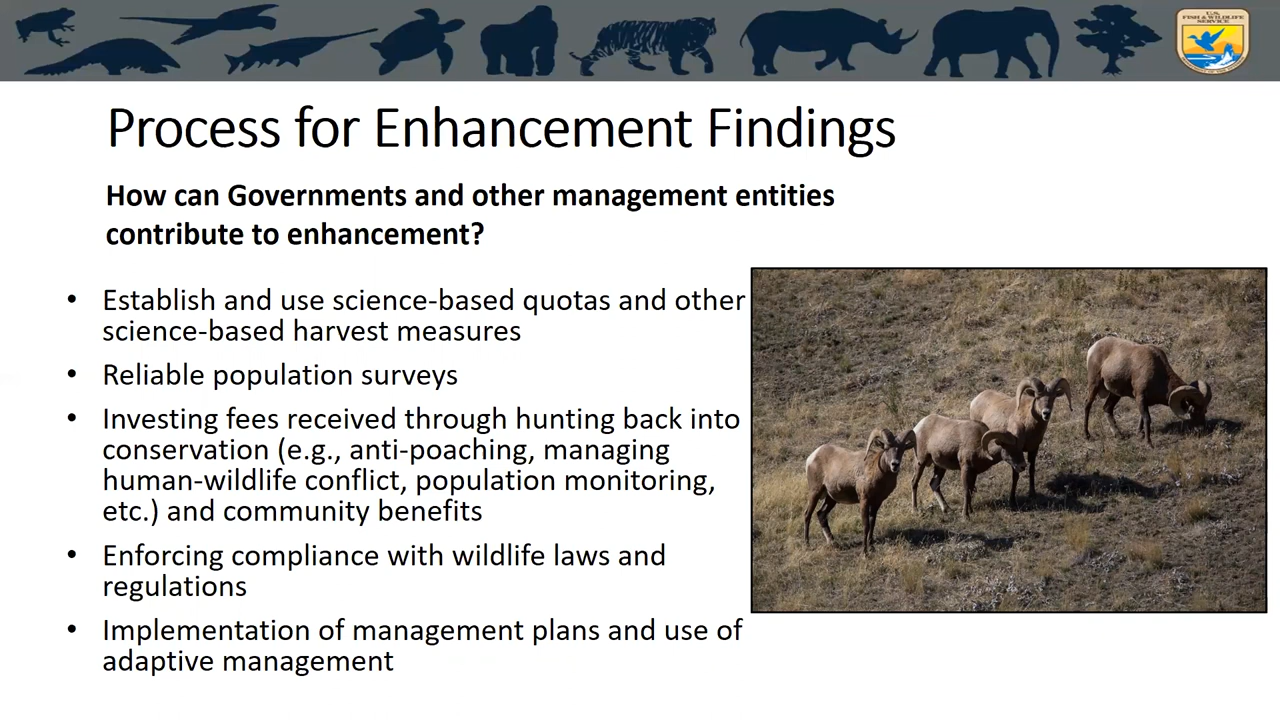 U.S.
FISH & WILDLIFE
SERVICE
Process for Enhancement Findings
How can Governments and other management entities
contribute to enhancement?
• Establish and use science-based quotas and other
science-based harvest measures
• Reliable population surveys
• Investing fees received through hunting back into
conservation (e.g., anti-poaching, managing
human-wildlife conflict, population monitoring,
etc.) and community benefits
• Enforcing compliance with wildlife laws and
regulations
• Implementation of management plans and use of
adaptive management